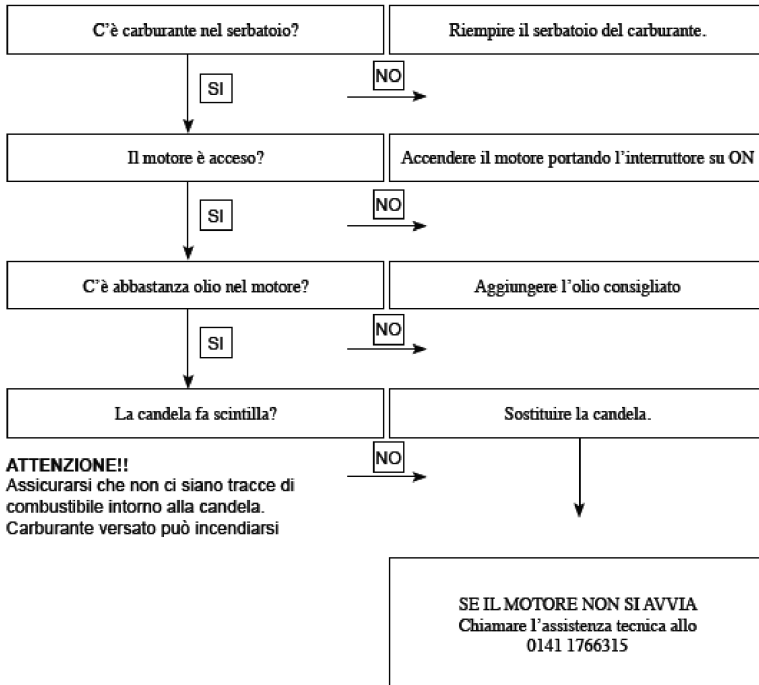 C'è carburante nel serbatoio?
Riempire il serbatoio del carburante.
SI
NO
Il motore è acceso?
Accendere il motore portando l'interruttore su ON
SI
NO
C'è abbastanza olio nel motore?
Aggiungere l'olio consigliato
SI
NO
La candela fa scintilla?
Sostituire la candela.
NO
ATTENZIONE!!
Assicurarsi che non ci siano tracce di
combustibile intorno alla candela.
Carburante versato può incendiarsi
SE IL MOTORE NON SI AVVIA
Chiamare l'assistenza tecnica allo
0141 1766315